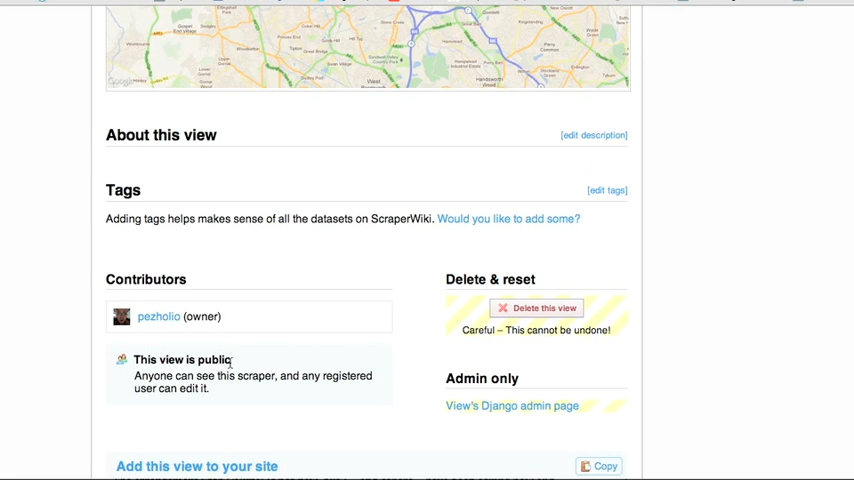 Google
About this view
[edit description]
Tags
[edit tags]
Adding tags helps makes sense of all the datasets on ScraperWiki. Would you like to add some?
Contributors
Delete & reset
pezholio (owner)
Delete this view
Careful – This cannot be undone!
This view is public
Anyone can see this scraper, and any registered
user can edit it.
Admin only
View's Django admin page
Add this view to your site
Copy